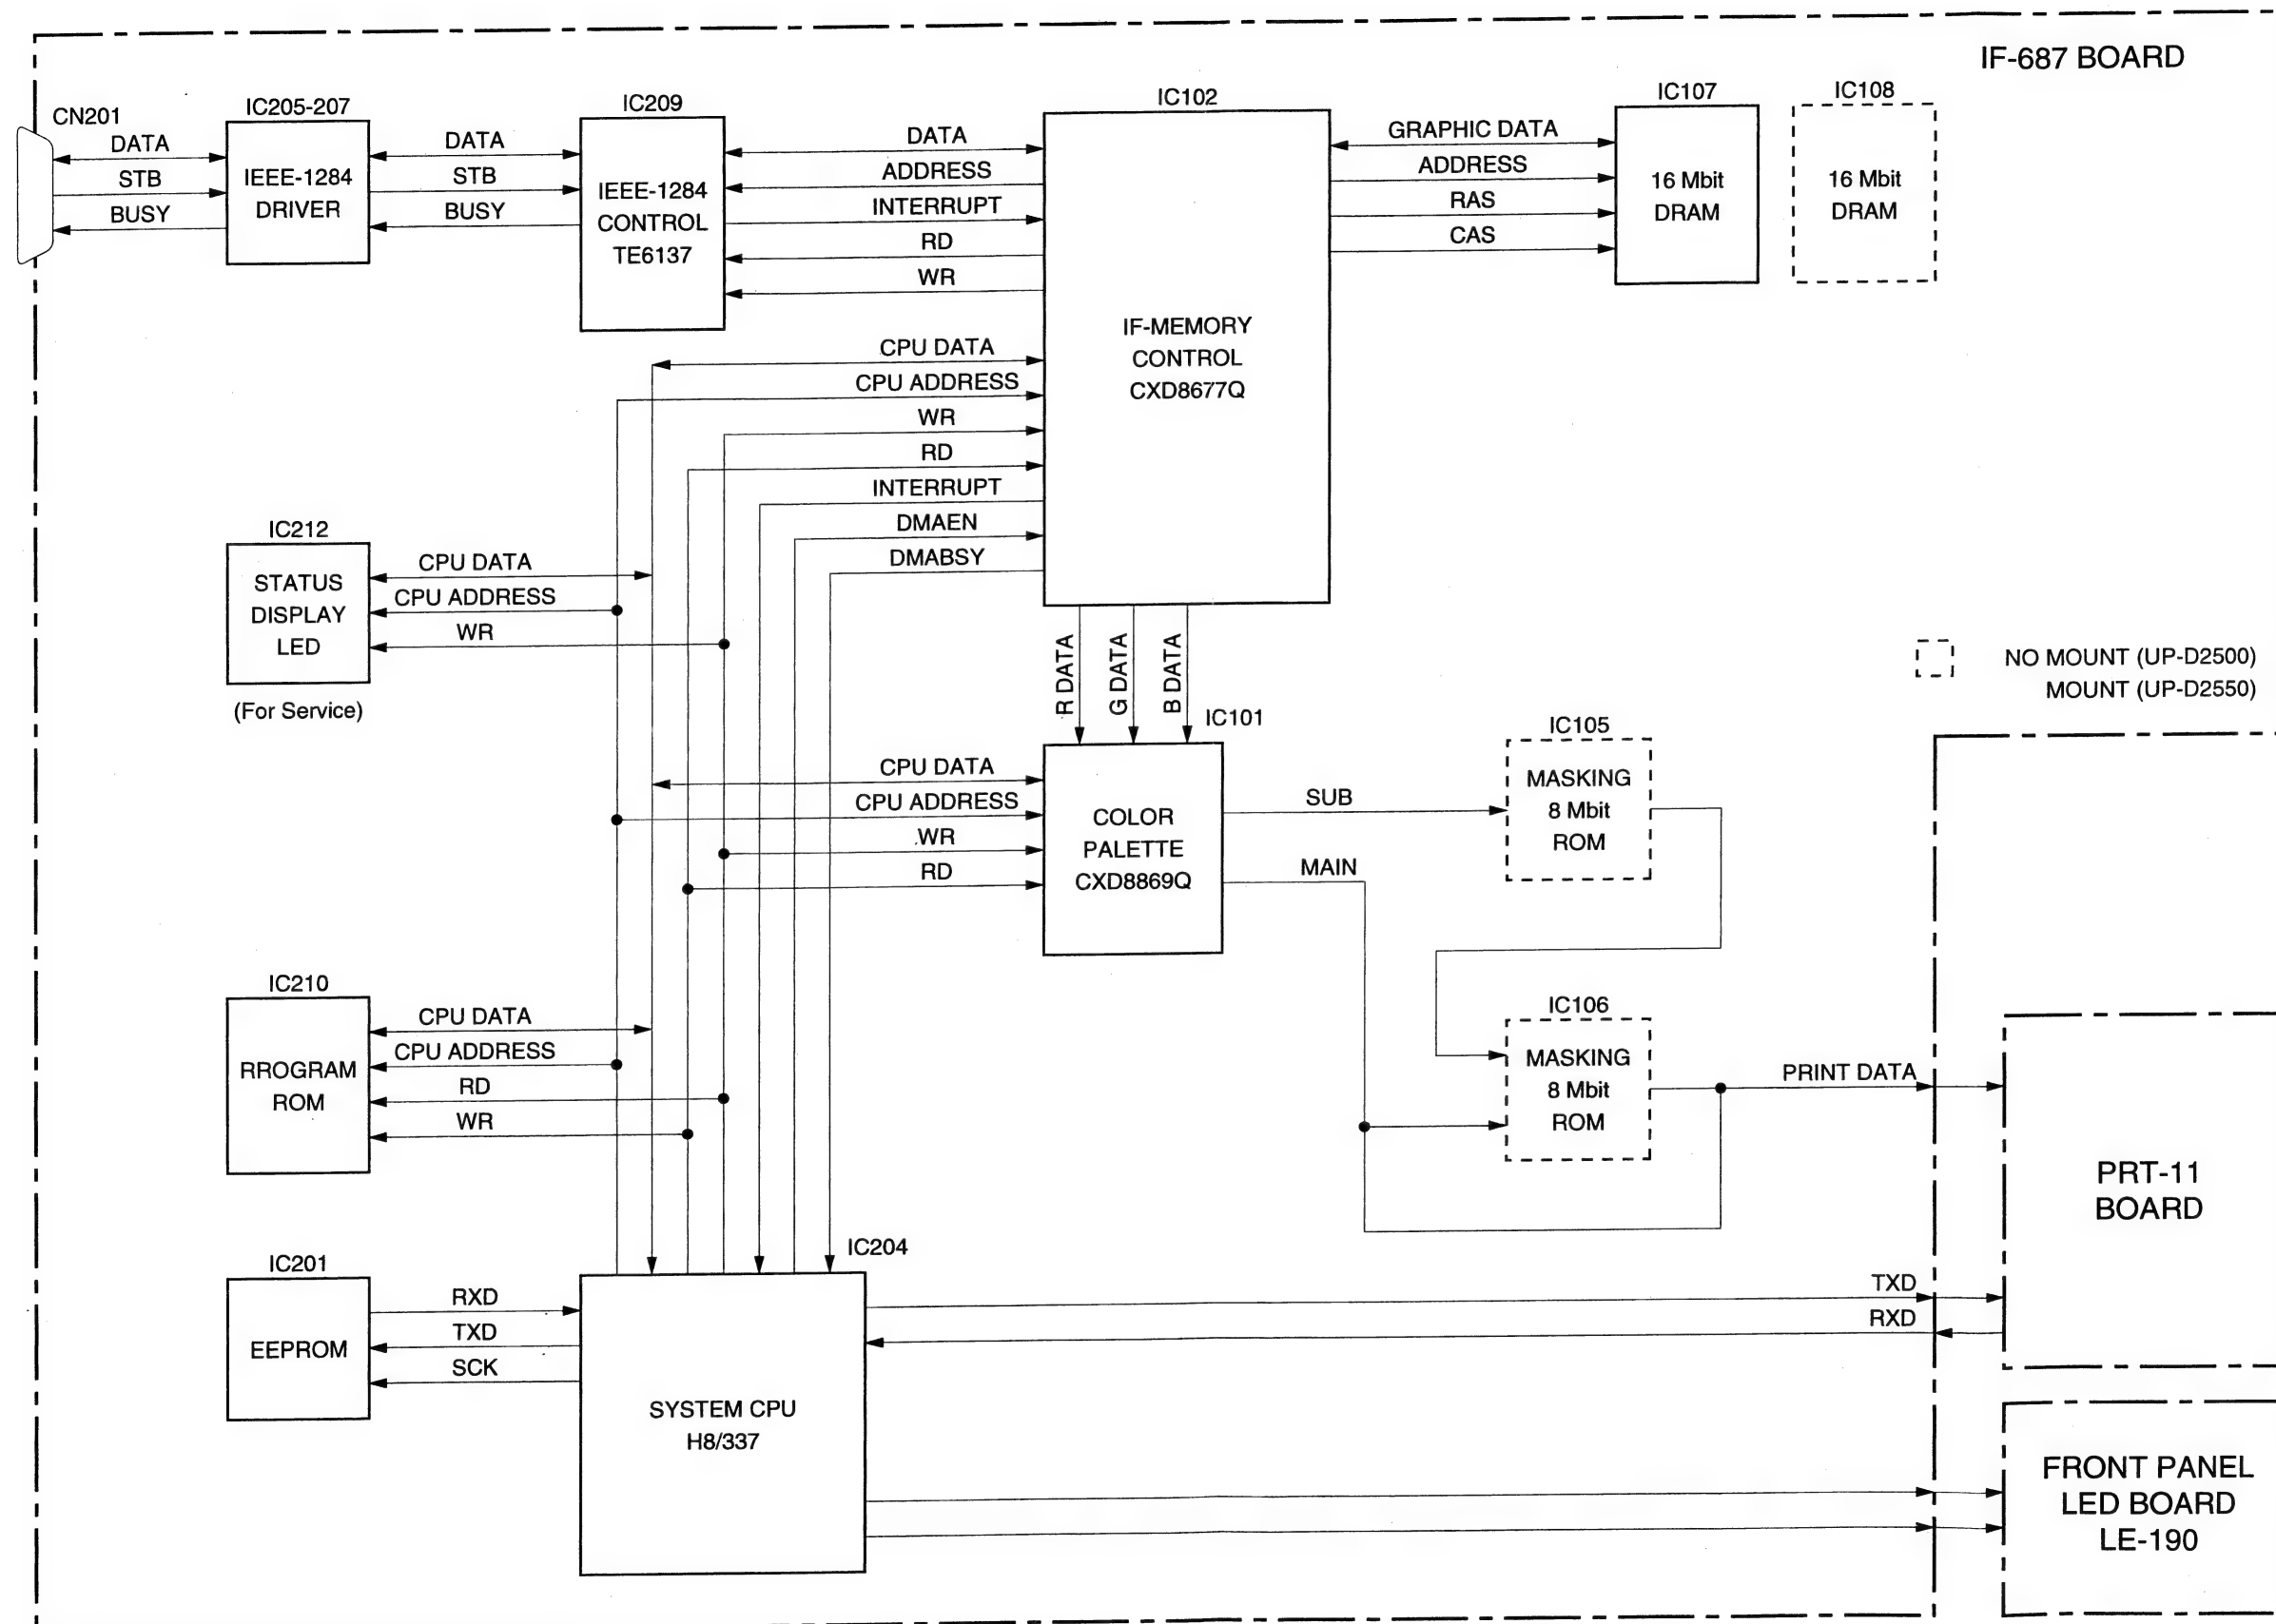 IF-687 BOARD
CN201
DATA
STB
BUSY
IC205-207
IEEE-1284
DRIVER
DATA
STB
BUSY
IC209
IEEE-1284
CONTROL
TE6137
DATA
ADDRESS
INTERRUPT
RD
WR
CPU DATA
CPU ADDRESS
WR
RD
INTERRUPT
DMAEN
DMABSY
IC102
IF-MEMORY
CONTROL
CXD8677Q
GRAPHIC DATA
ADDRESS
RAS
CAS
IC107
16 Mbit
DRAM
IC108
16 Mbit
DRAM
IC212
STATUS
DISPLAY
LED
(For Service)
CPU DATA
CPU ADDRESS
WR
R DATA
G DATA
B DATA
NO MOUNT (UP-D2500)
MOUNT (UP-D2550)
IC101
COLOR
PALETTE
CXD8869Q
CPU DATA
CPU ADDRESS
WR
RD
SUB
MAIN
IC105
MASKING
8 Mbit
ROM
IC106
MASKING
8 Mbit
ROM
PRINT DATA
PRT-11
BOARD
IC210
RROGRAM
ROM
CPU DATA
CPU ADDRESS
RD
WR
IC201
EEPROM
RXD
TXD
SCK
IC204
SYSTEM CPU
H8/337
TXD
RXD
FRONT PANEL
LED BOARD
LE-190